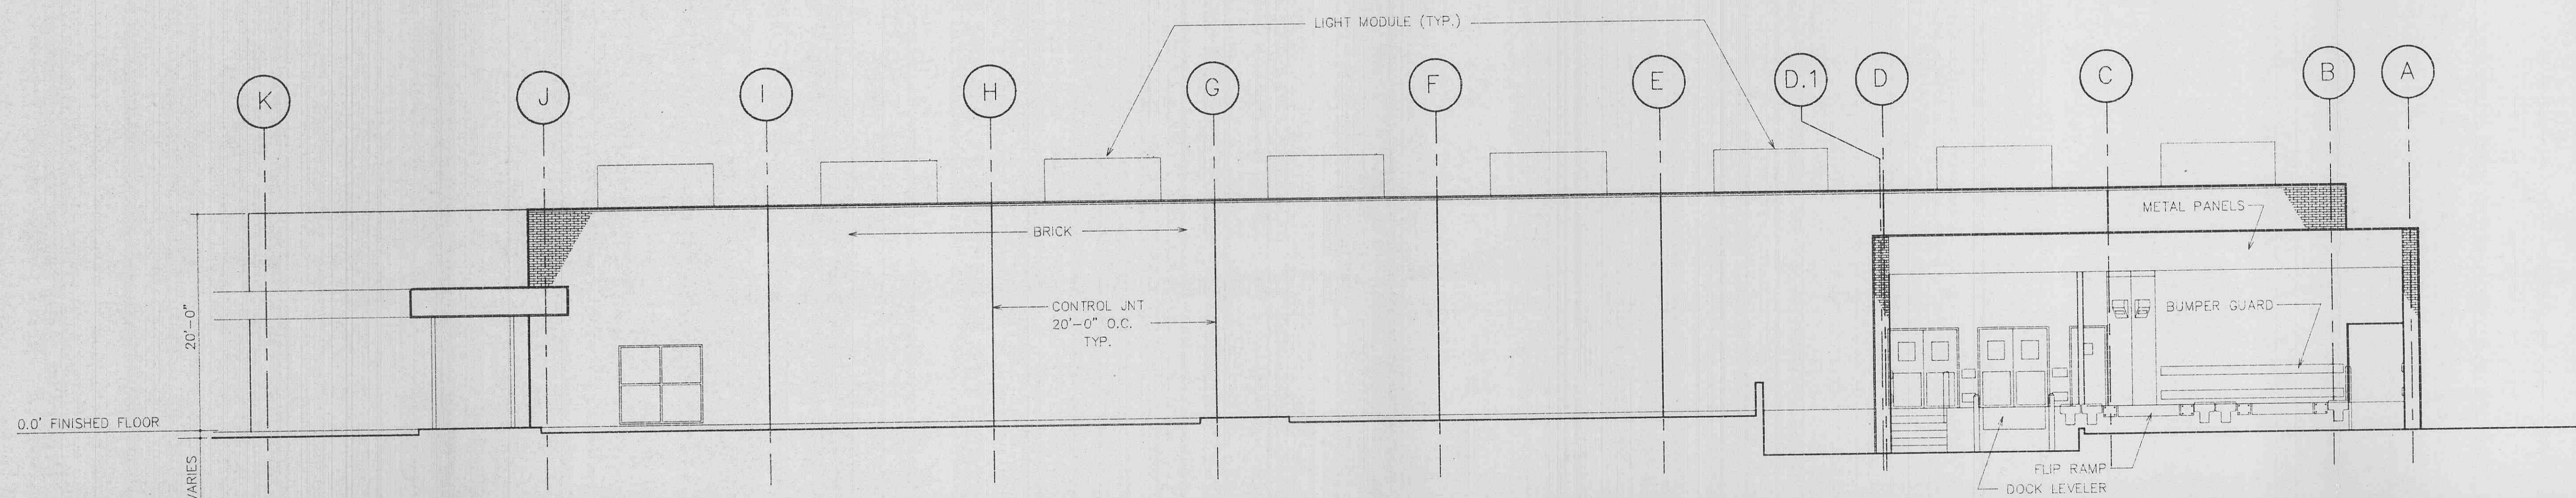 LIGHT MODULE (TYP.)
K
J
I
H
G
F
E
D.1
D
C
B
A
METAL PANELS
BRICK
20'-0"
CONTROL JNT
20'-0" O.C.
TYP.
BUMPER GUARD
0.0' FINISHED FLOOR
VARIES
FLIP RAMP
DOCK LEVELER